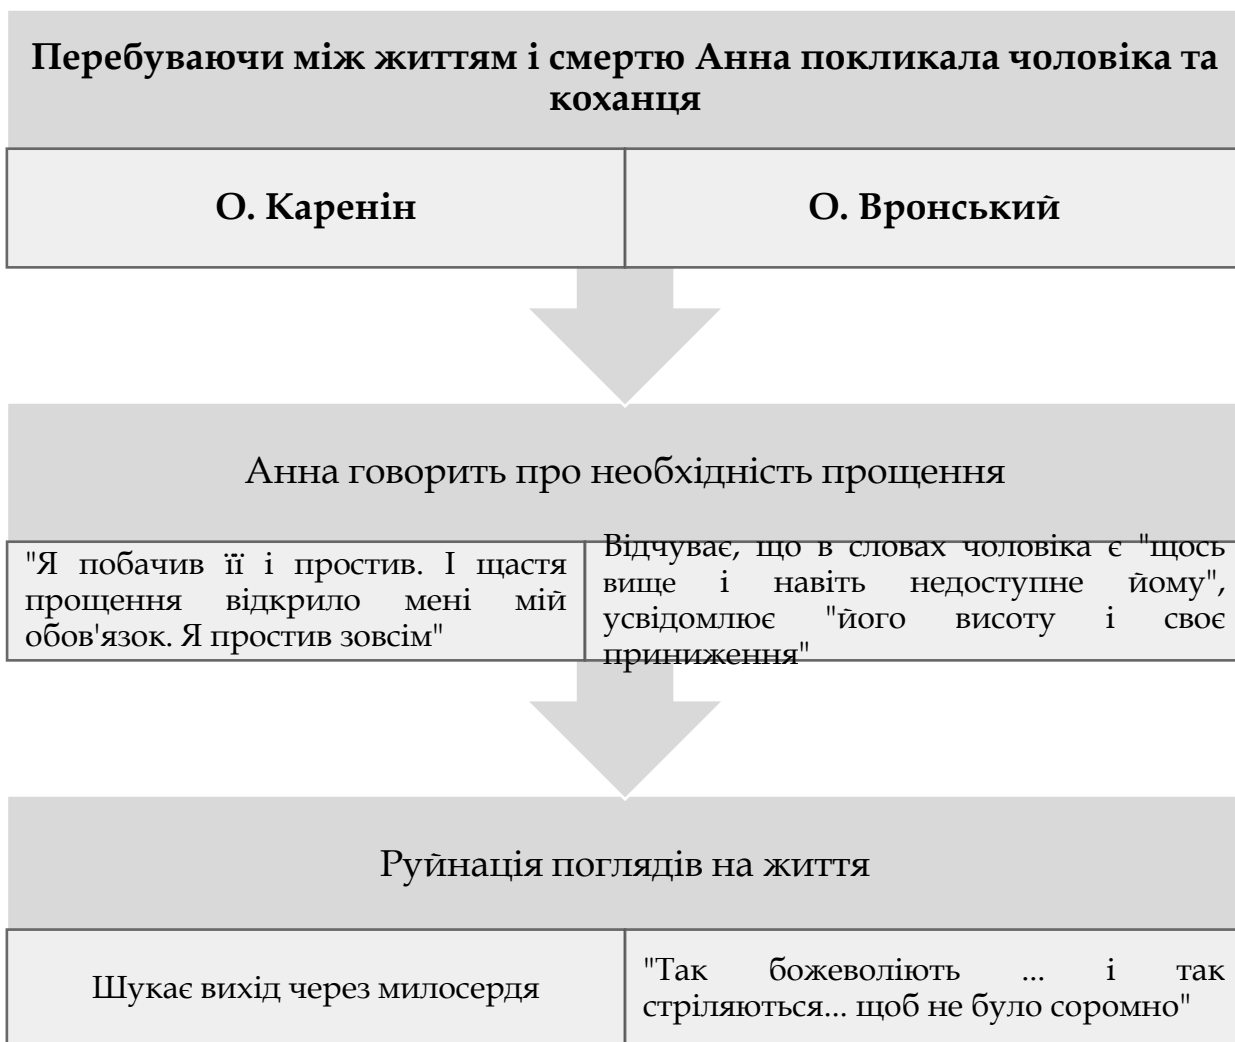 Перебуваючи між життям і смертю Анна покликала чоловіка та
коханця
О. Каренін
О. Вронський
Анна говорить про необхідність прощення
"Я побачив її і простив. І щастя
прощення відкрило мені мій
обов'язок. Я простив зовсім"
Відчуває, що в словах чоловіка є "щось
вище і навіть недоступне йому",
усвідомлює "його висоту і своє
приниження"
Руйнація поглядів на життя
Шукає вихід через милосердя
"Так божеволіють ... і так
стріляються... щоб не було соромно"